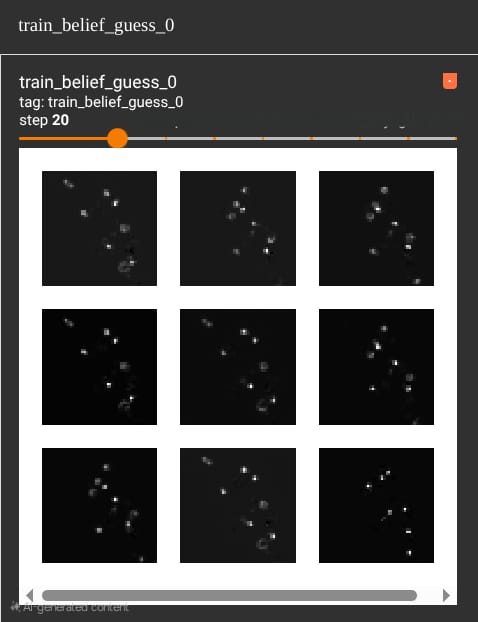 train_belief_guess_0
train_belief_guess_0
tag: train_belief_guess_0
step 20
AI-generated content